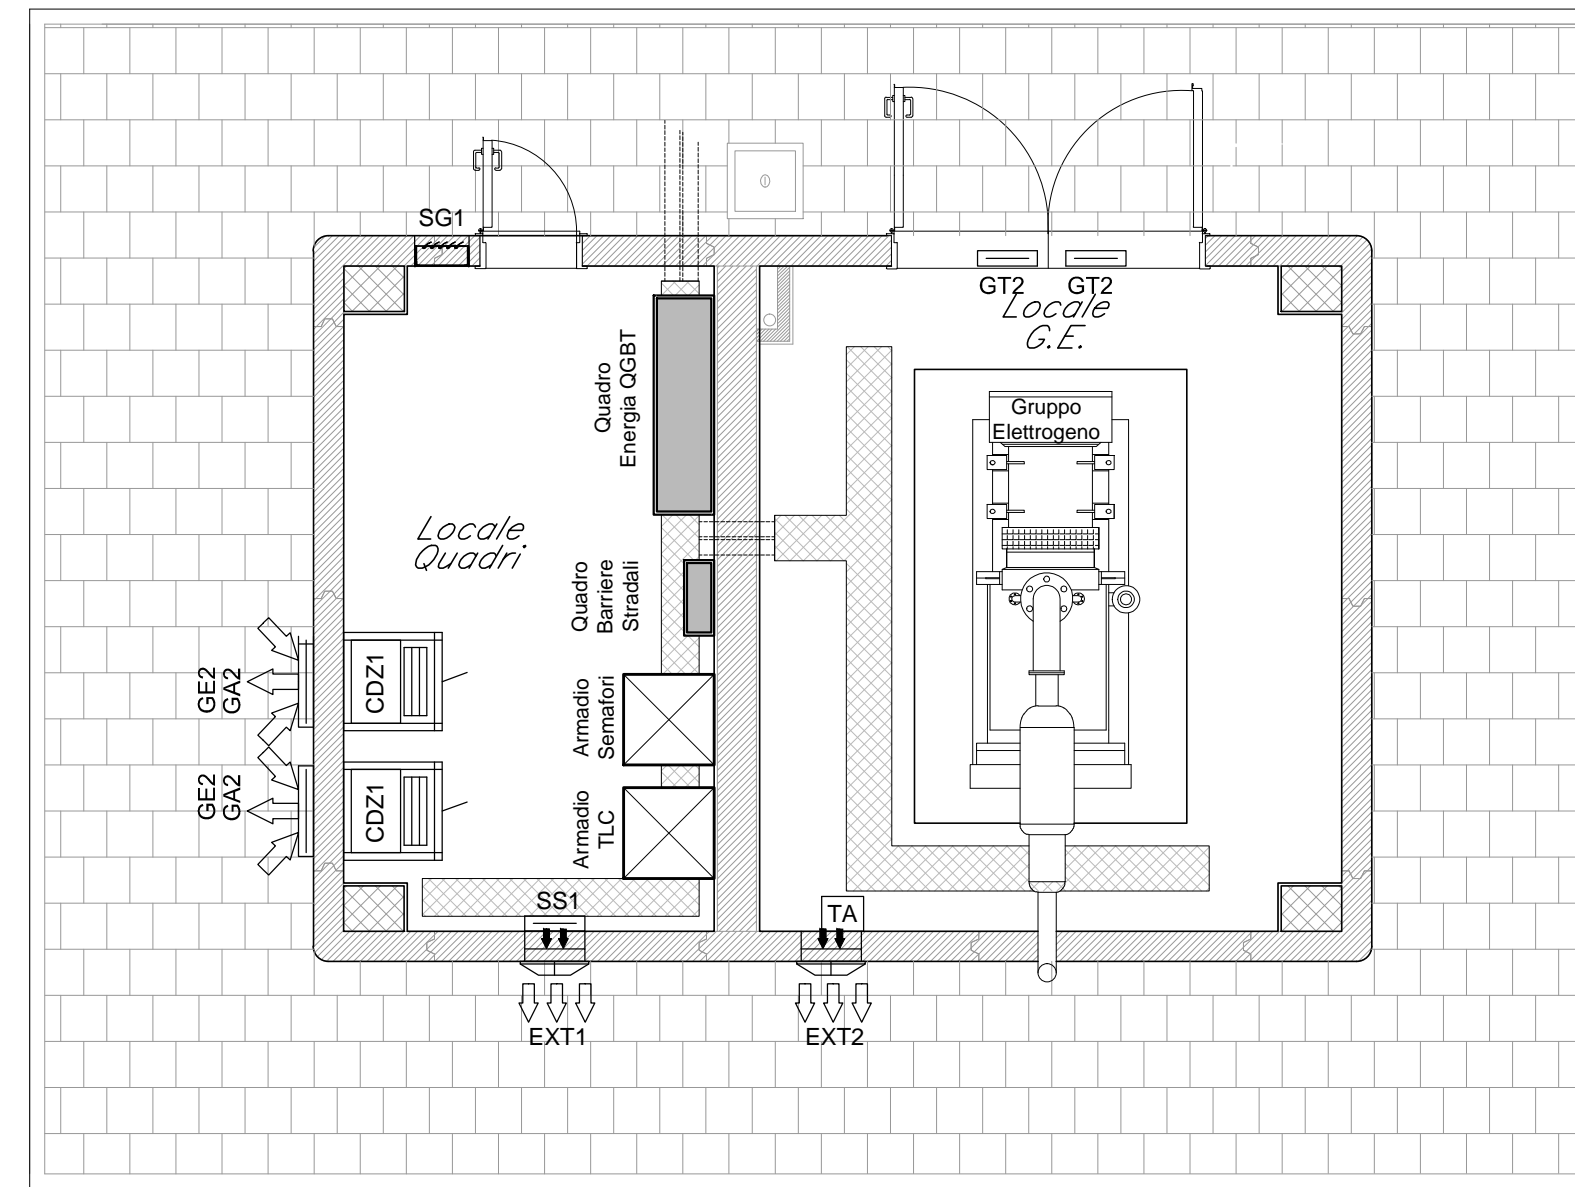 SG1
GT2
GT2
Locale
G.E.
Quadro
Energia QGBT
Gruppo
Elettrogeno
Locale
Quadri
Quadro
Barriere
Stradali
GE2
GA2
CDZ1
Armadio
Semafori
GE2
GA2
CDZ1
Armadio
TLC
SS1
TA
EXT1
EXT2